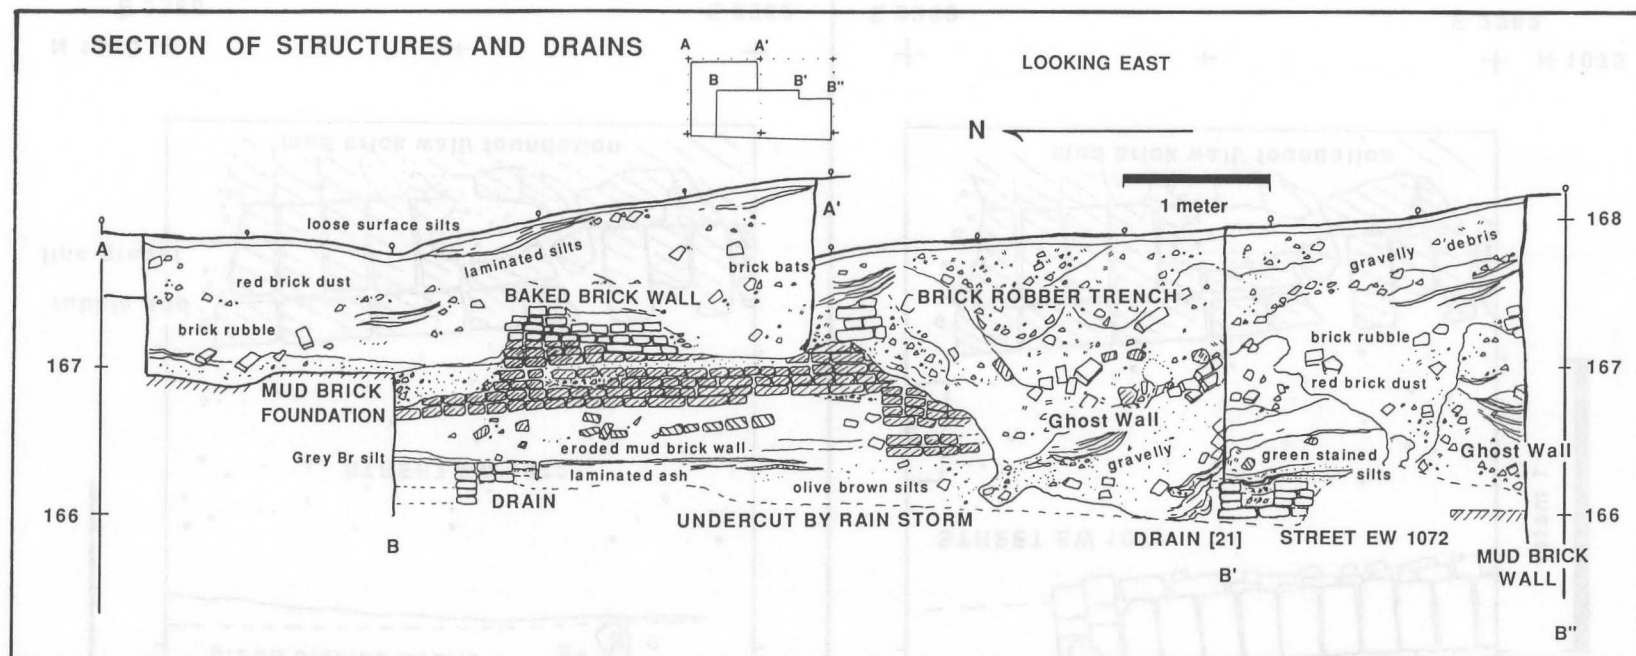 SECTION OF STRUCTURES AND DRAINS
A A'
B B' B"
LOOKING EAST
N
1 meter
168
A'
A
loose surface silts
laminated silts
red brick dust
brick bats
gravelly
debris
BAKED BRICK WALL
BRICK ROBBER TRENCH
brick rubble
brick rubble
167
167
red brick dust
MUD BRICK
FOUNDATION
Ghost Wall
Ghost Wall
Grey Br silt
eroded mud brick wall
gravelly
green stained
silts
laminated ash
olive brown silts
DRAIN
166
166
UNDERCUT BY RAIN STORM
DRAIN [21]
STREET EW 1072
B
B'
MUD BRICK
WALL
B"